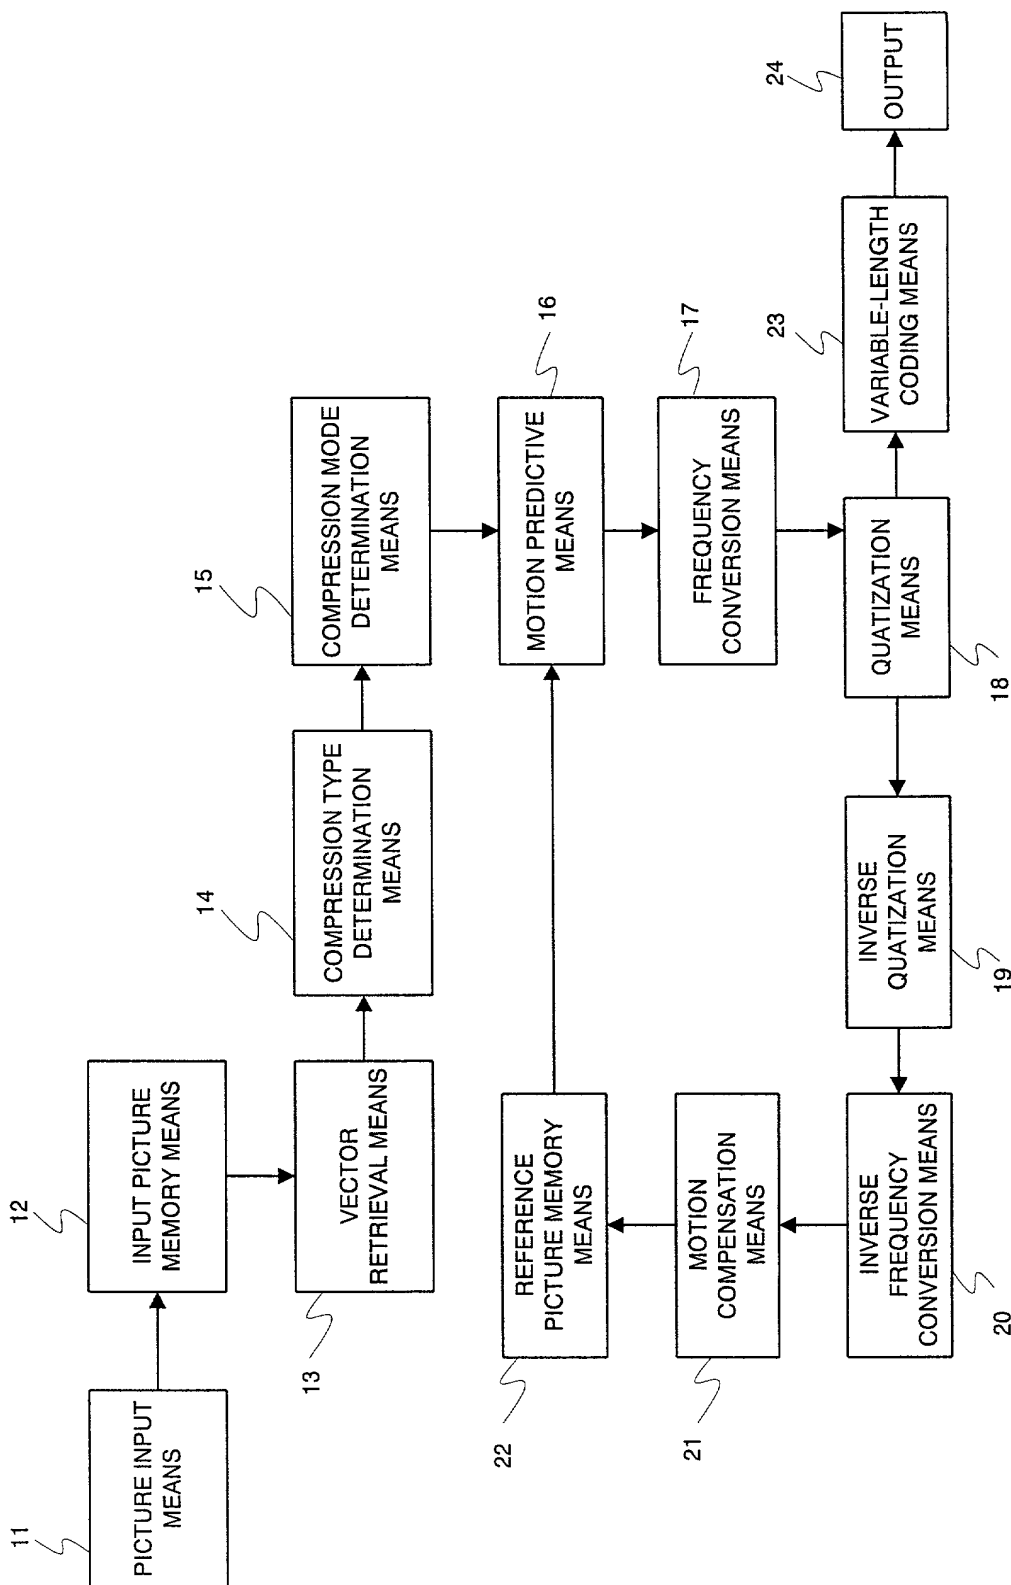 11
PICTURE INPUT
MEANS
12
INPUT PICTURE
MEMORY MEANS
13
VECTOR
RETRIEVAL MEANS
14
COMPRESSION TYPE
DETERMINATION
MEANS
15
COMPRESSION MODE
DETERMINATION
MEANS
16
MOTION PREDICTIVE
MEANS
17
FREQUENCY
CONVERSION MEANS
18
QUATIZATION
MEANS
19
INVERSE
QUATIZATION
MEANS
20
INVERSE
FREQUENCY
CONVERSION MEANS
21
MOTION
COMPENSATION
MEANS
22
REFERENCE
PICTURE MEMORY
MEANS
23
VARIABLE-LENGTH
CODING MEANS
24
OUTPUT